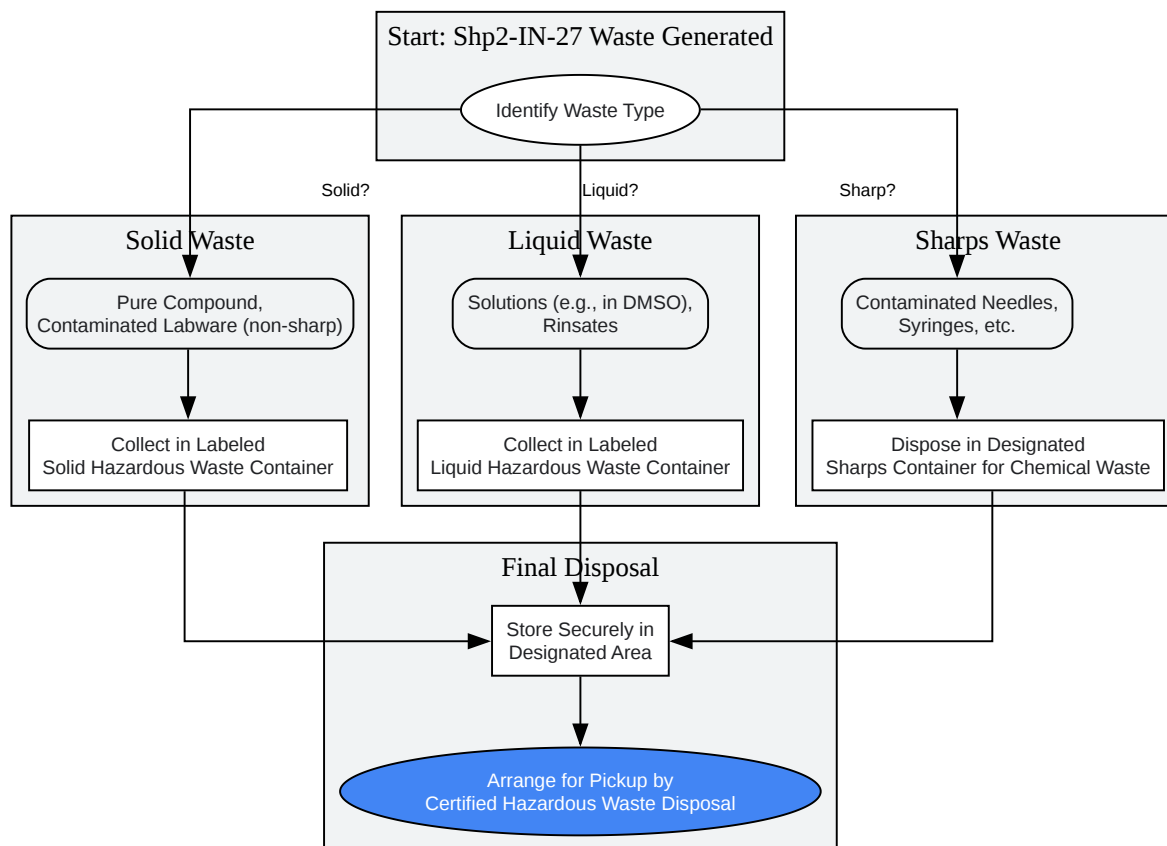 Start: Shp2-IN-27 Waste Generated
Identify Waste Type
Solid?
Liquid?
Sharp?
Solid Waste
Liquid Waste
Sharps Waste
Pure Compound,
Contaminated Labware (non-sharp)
Solutions (e.g., in DMSO),
Rinsates
Contaminated Needles,
Syringes, etc.
Collect in Labeled
Solid Hazardous Waste Container
Collect in Labeled
Liquid Hazardous Waste Container
Dispose in Designated
Sharps Container for Chemical Waste
Final Disposal
Store Securely in
Designated Area
Arrange for Pickup by
Certified Hazardous Waste Disposal